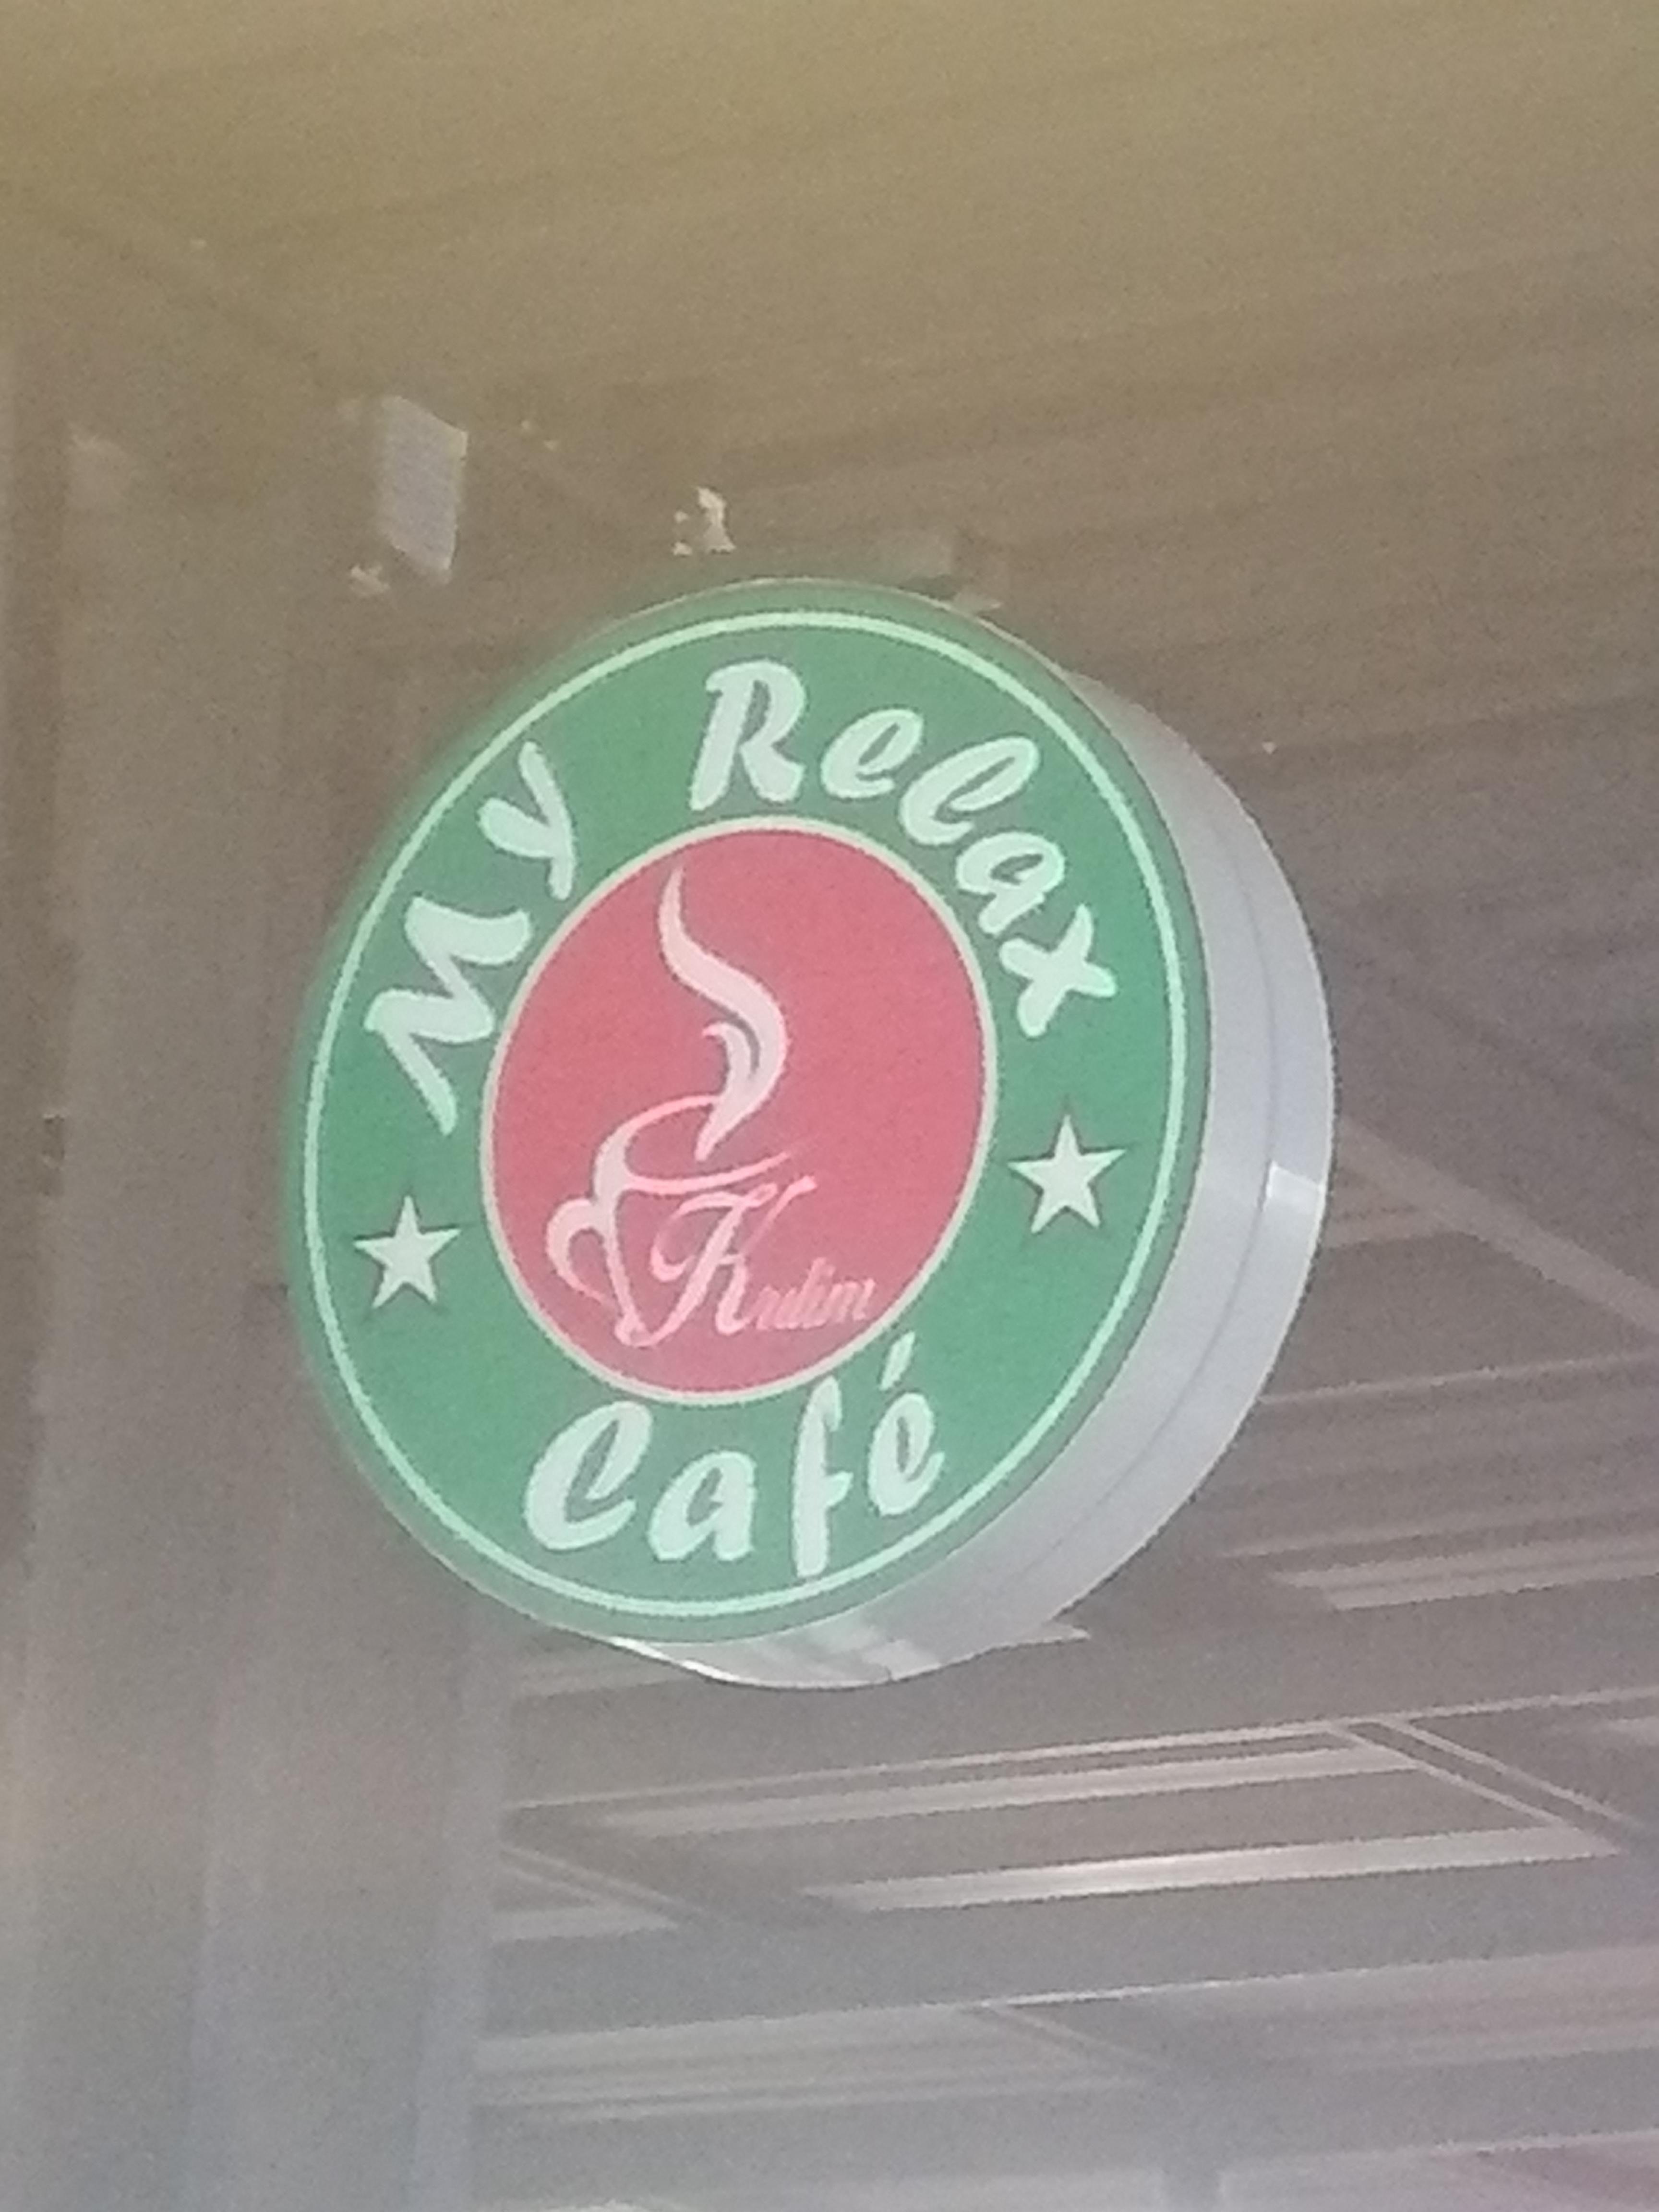 My Relax
Kadim
Café